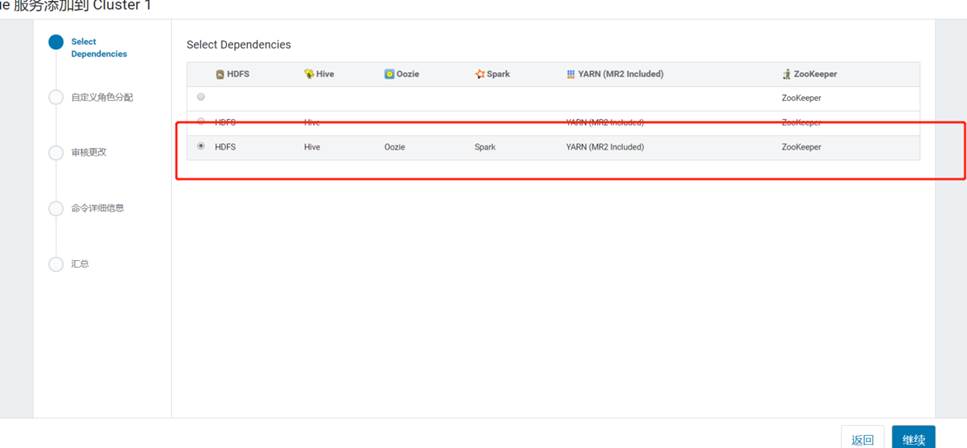 ue 服务添加到 Cluster 1
Select
Dependencies
自定义角色分配
审核更改
命令详细信息
汇总
Select Dependencies
HDFS Hive Oozie Spark YARN (MR2 Included) ZooKeeper
ZooKeeper
HDFS Hive YARN (MR2 Included) ZooKeeper
HDFS Hive Oozie Spark YARN (MR2 Included) ZooKeeper
返回 继续